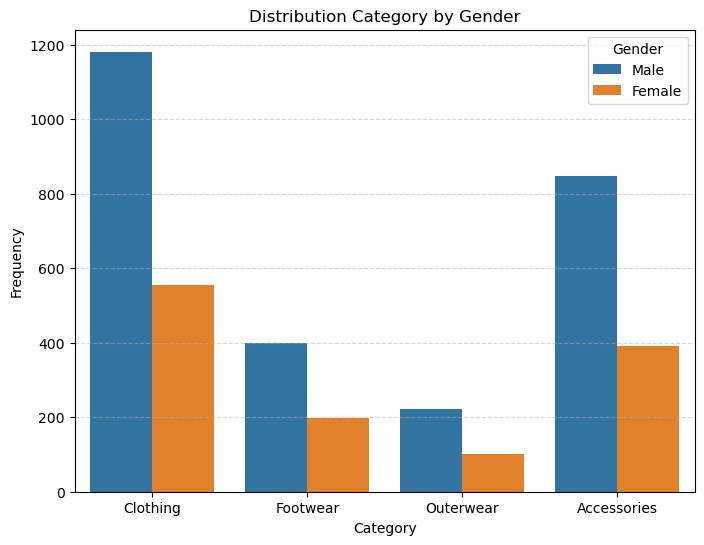 Distribution Category by Gender
Gender
Male
Female
Frequency
1200
1000
800
600
400
200
0
Clothing
Footwear
Outerwear
Accessories
Category